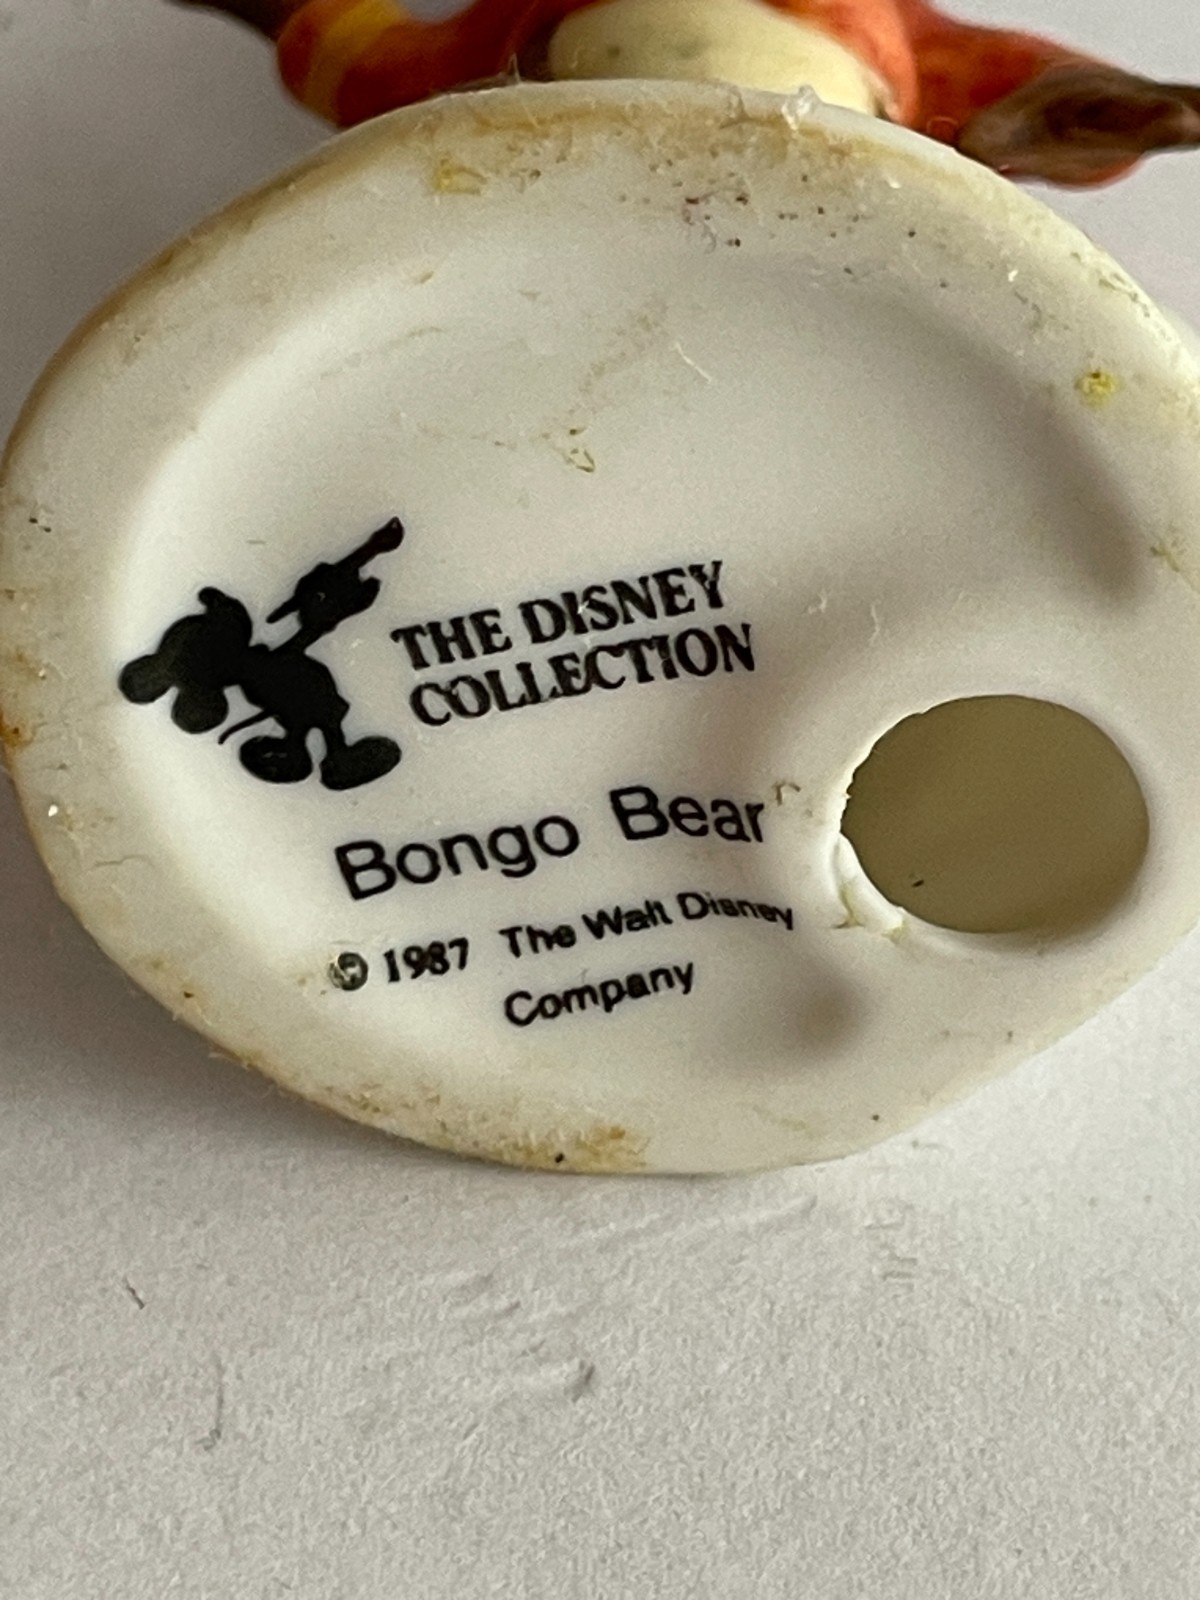 THE DISNEY
COLLECTION
Bongo Bear
© 1987 The Walt Disney
Company